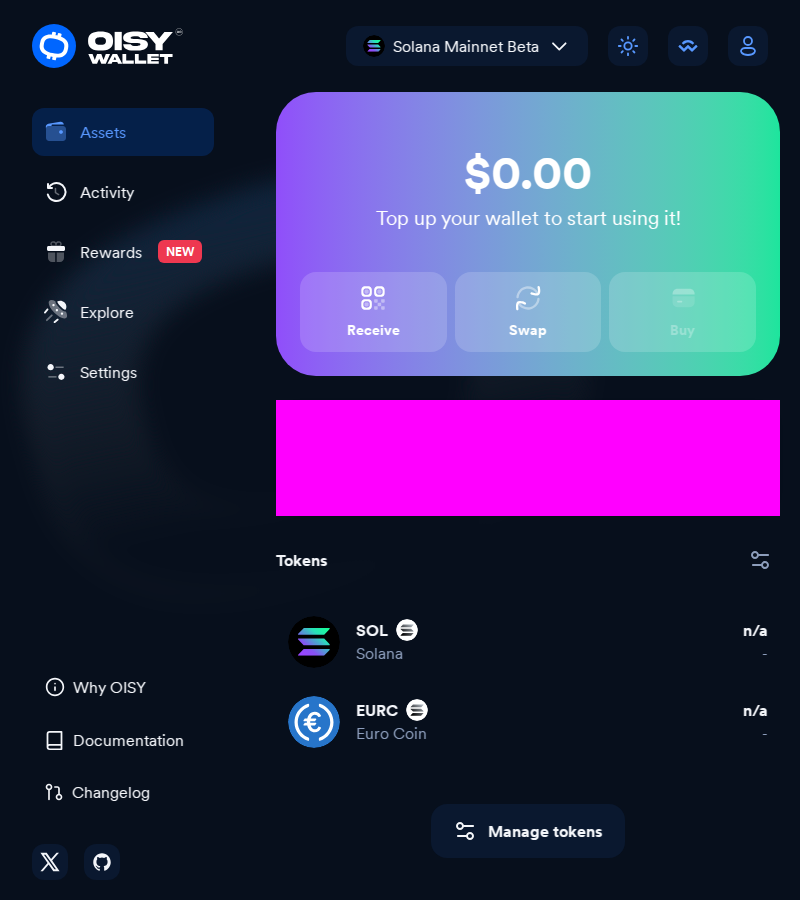 OISY
WALLET
Solana Mainnet Beta
Assets
Activity
Rewards NEW
Explore
Settings
$0.00
Top up your wallet to start using it!
Receive
Swap
Buy
Tokens
SOL
Solana
n/a
-
EURC
Euro Coin
n/a
-
Manage tokens
Why OISY
Documentation
Changelog